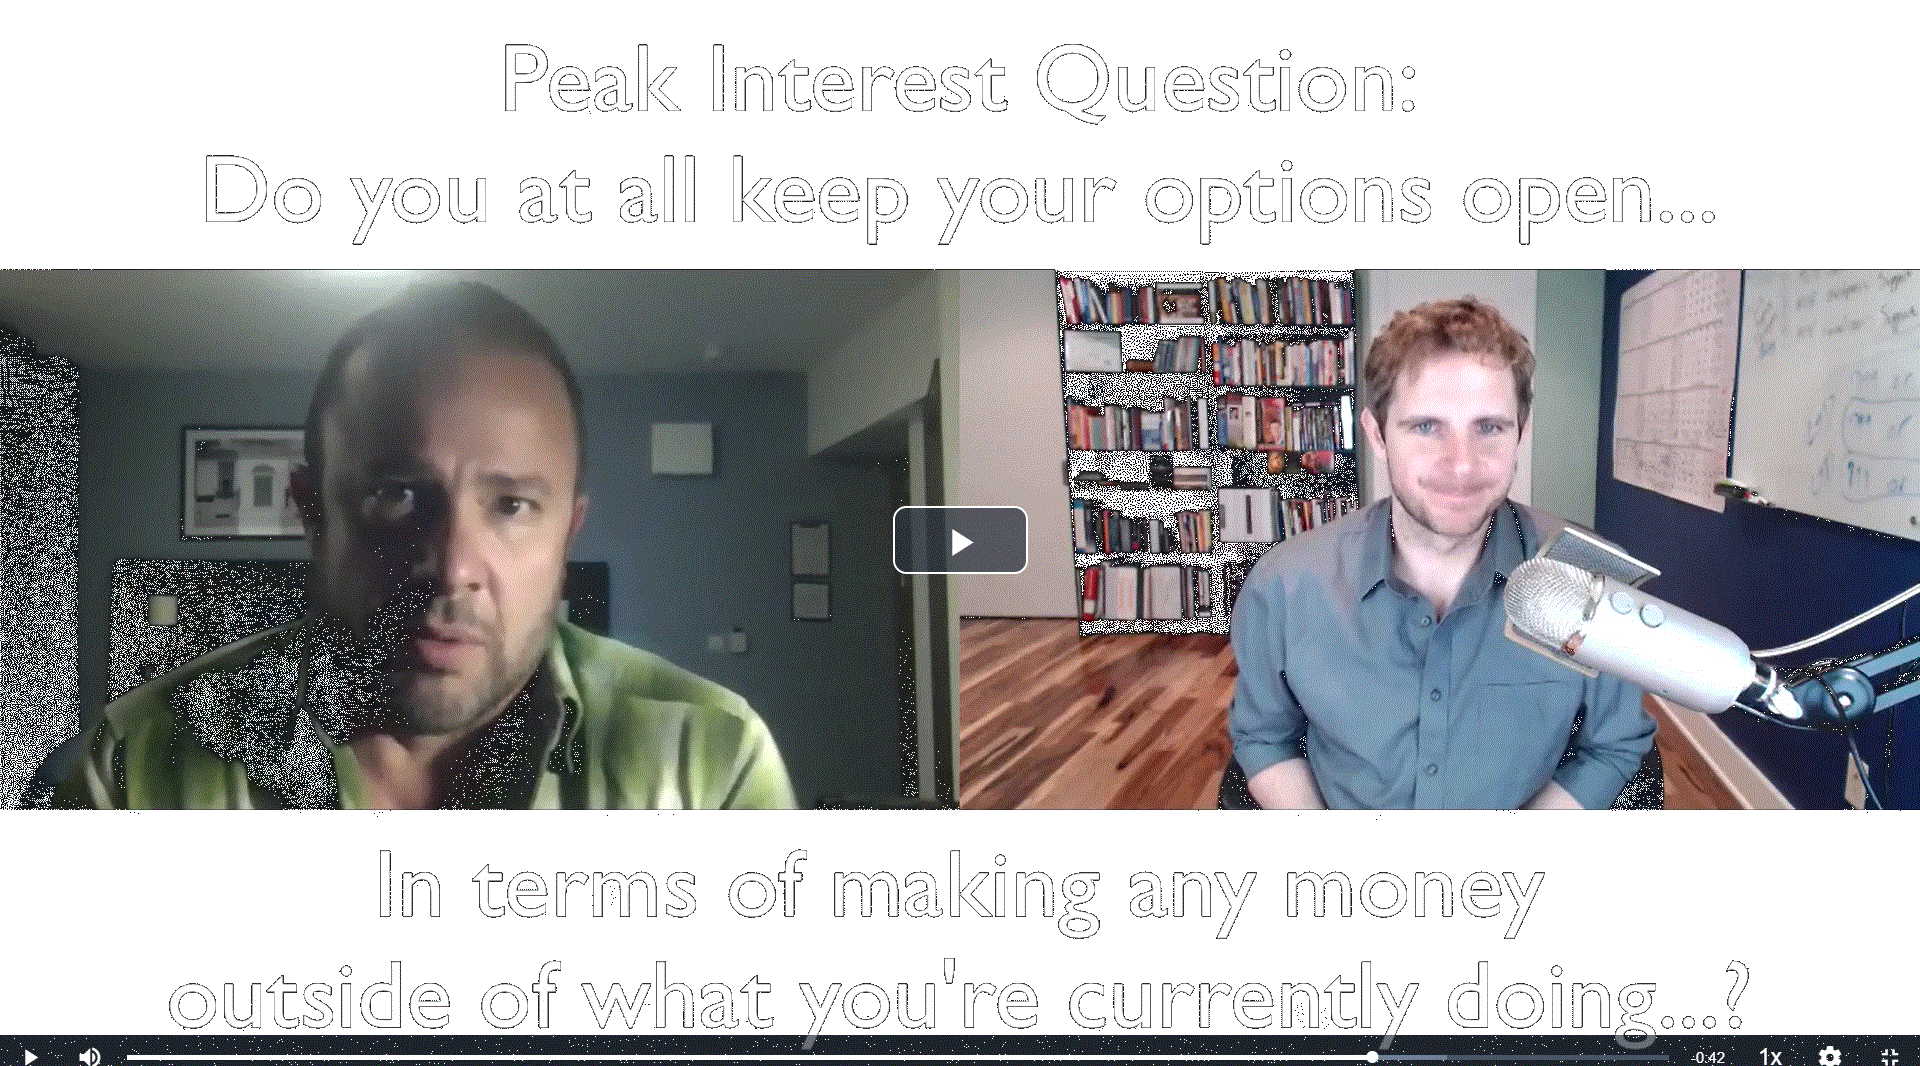 Peak Interest Question:
Do you at all keep your options open...
In terms of making any money
outside of what you're currently doing...?
-0:42
1x